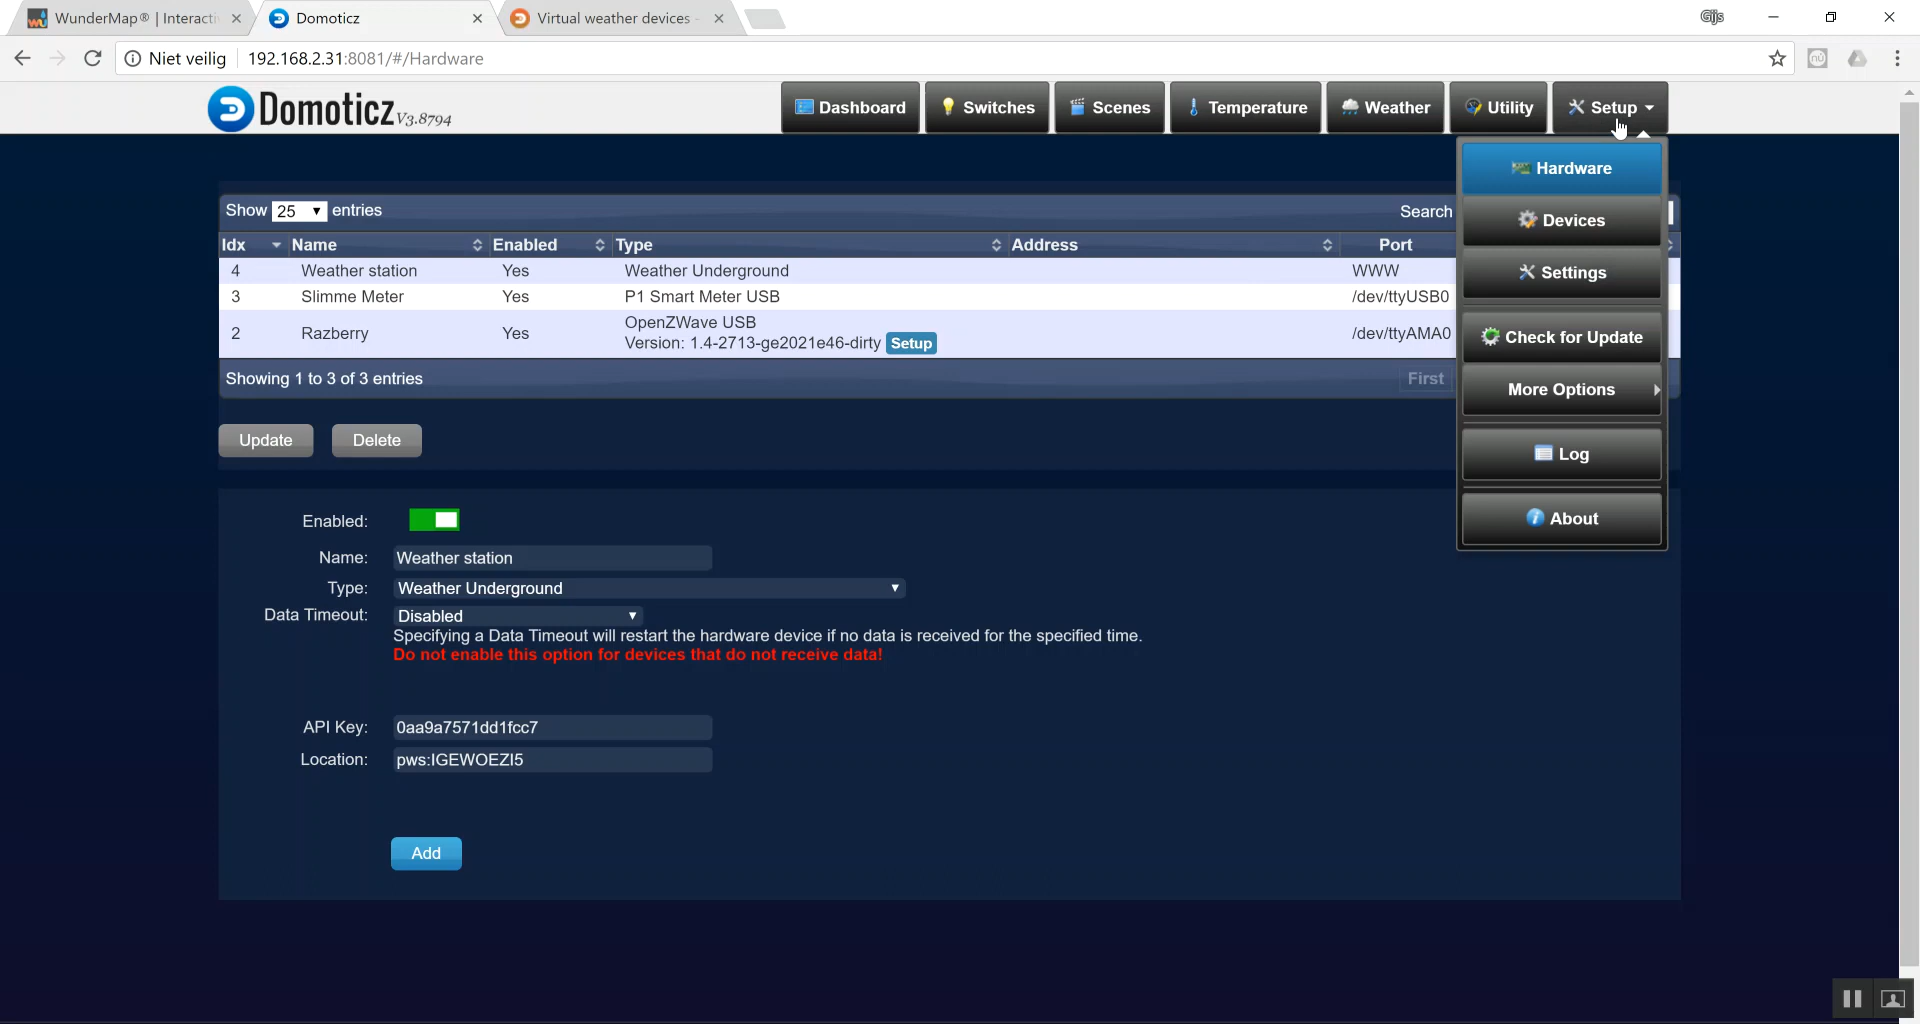 WunderMap® | Interacti
Domoticz
Virtual weather devices -
Gijs
Niet veilig
192.168.2.31:8081/#/Hardware
Domoticz V3.8794
Dashboard
Switches
Scenes
Temperature
Weather
Utility
Setup
Hardware
Devices
Settings
Check for Update
More Options
Log
About
Show 25 entries
Search
Idx Name Enabled Type Address Port
4 Weather station Yes Weather Underground WWW
3 Slimme Meter Yes P1 Smart Meter USB /dev/ttyUSB0
2 Razberry Yes OpenZWave USB /dev/ttyAMA0
Version: 1.4-2713-ge2021e46-dirty Setup
Showing 1 to 3 of 3 entries
First
Update Delete
Enabled:
Name: Weather station
Type: Weather Underground
Data Timeout: Disabled
Specifying a Data Timeout will restart the hardware device if no data is received for the specified time.
Do not enable this option for devices that do not receive data!
API Key: 0aa9a7571dd1fcc7
Location: pws:IGEWOEZI5
Add